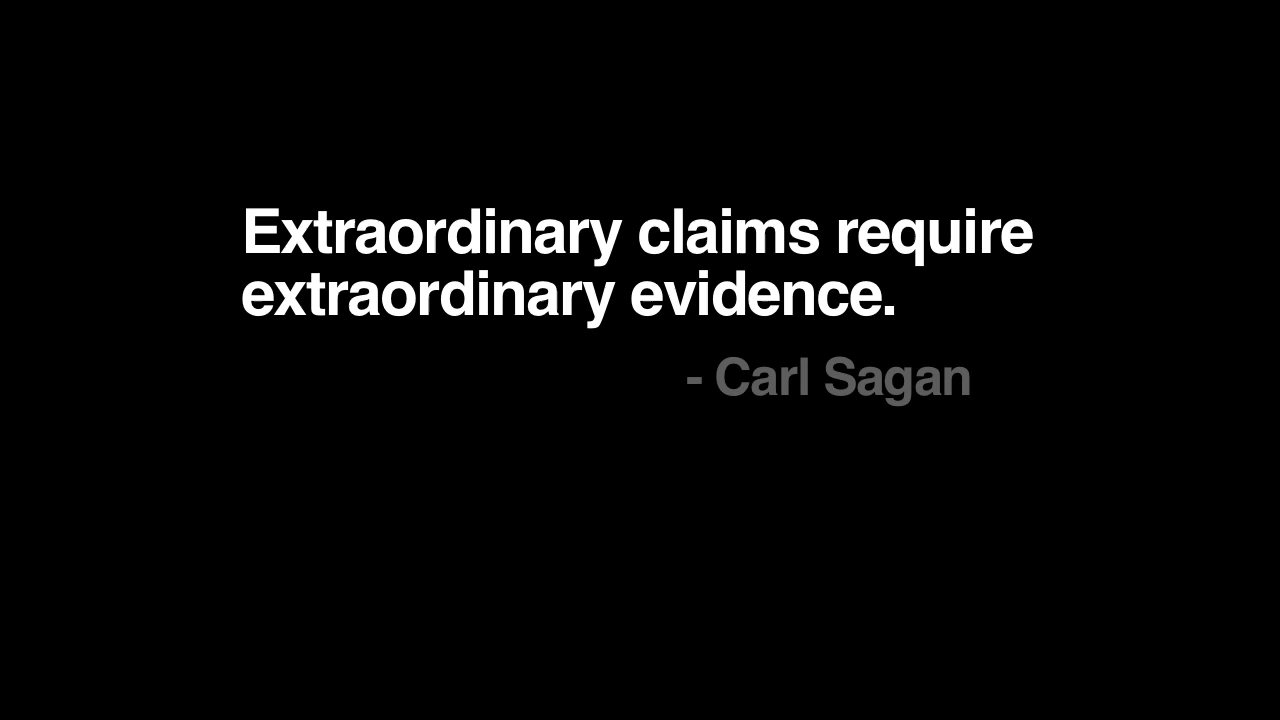 Extraordinary claims require
extraordinary evidence.
- Carl Sagan